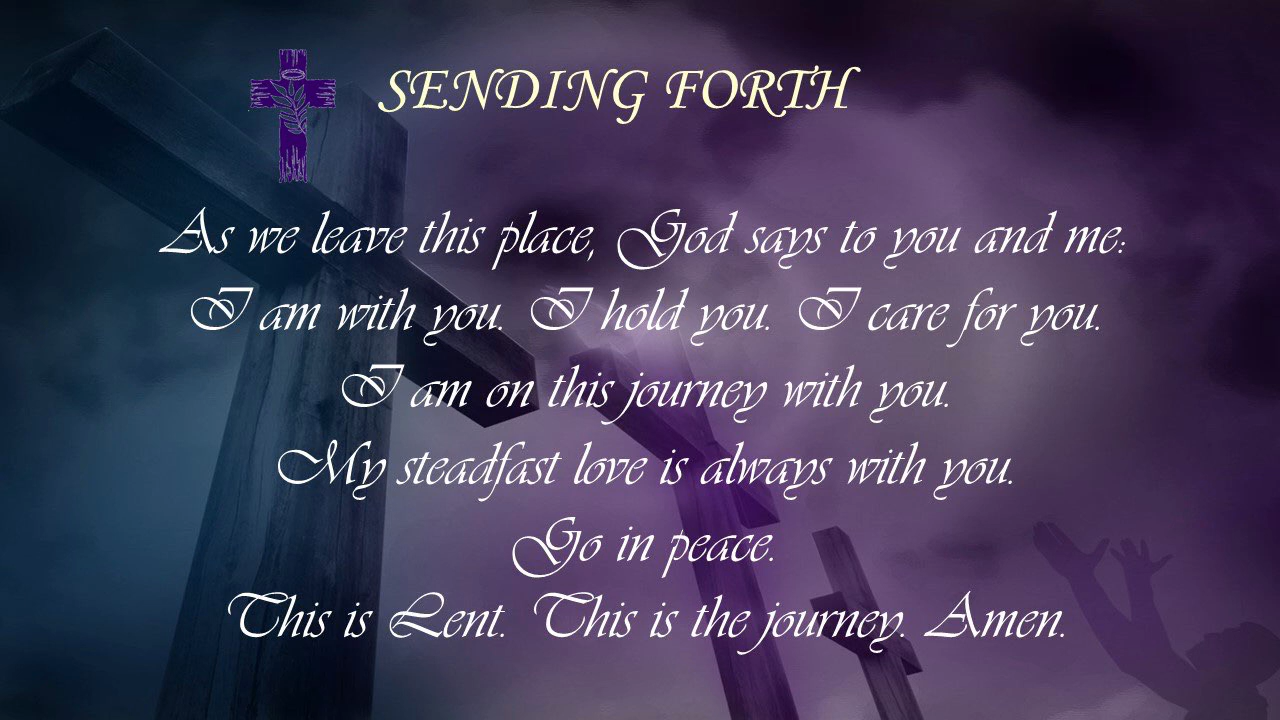 SENDING FORTH
As we leave this place, God says to you and me:
I am with you. I hold you. I care for you.
I am on this journey with you.
My steadfast love is always with you.
Go in peace.
This is Lent. This is the journey. Amen.